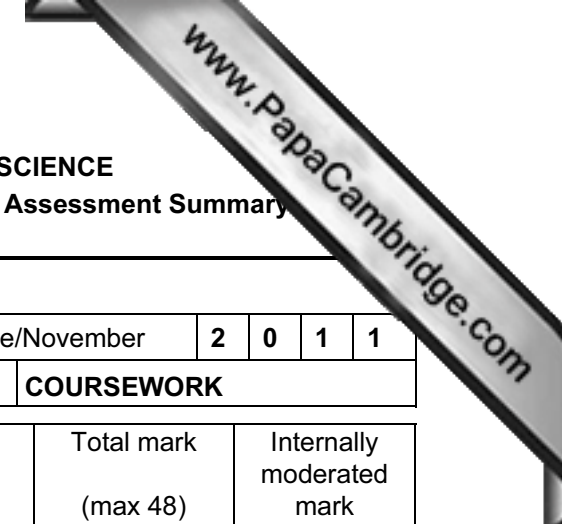 www.PapaCambridge.com
SCIENCE
Assessment Summary
e/November 2 0 1 1
COURSEWORK
Total mark
(max 48)
Internally
moderated
mark